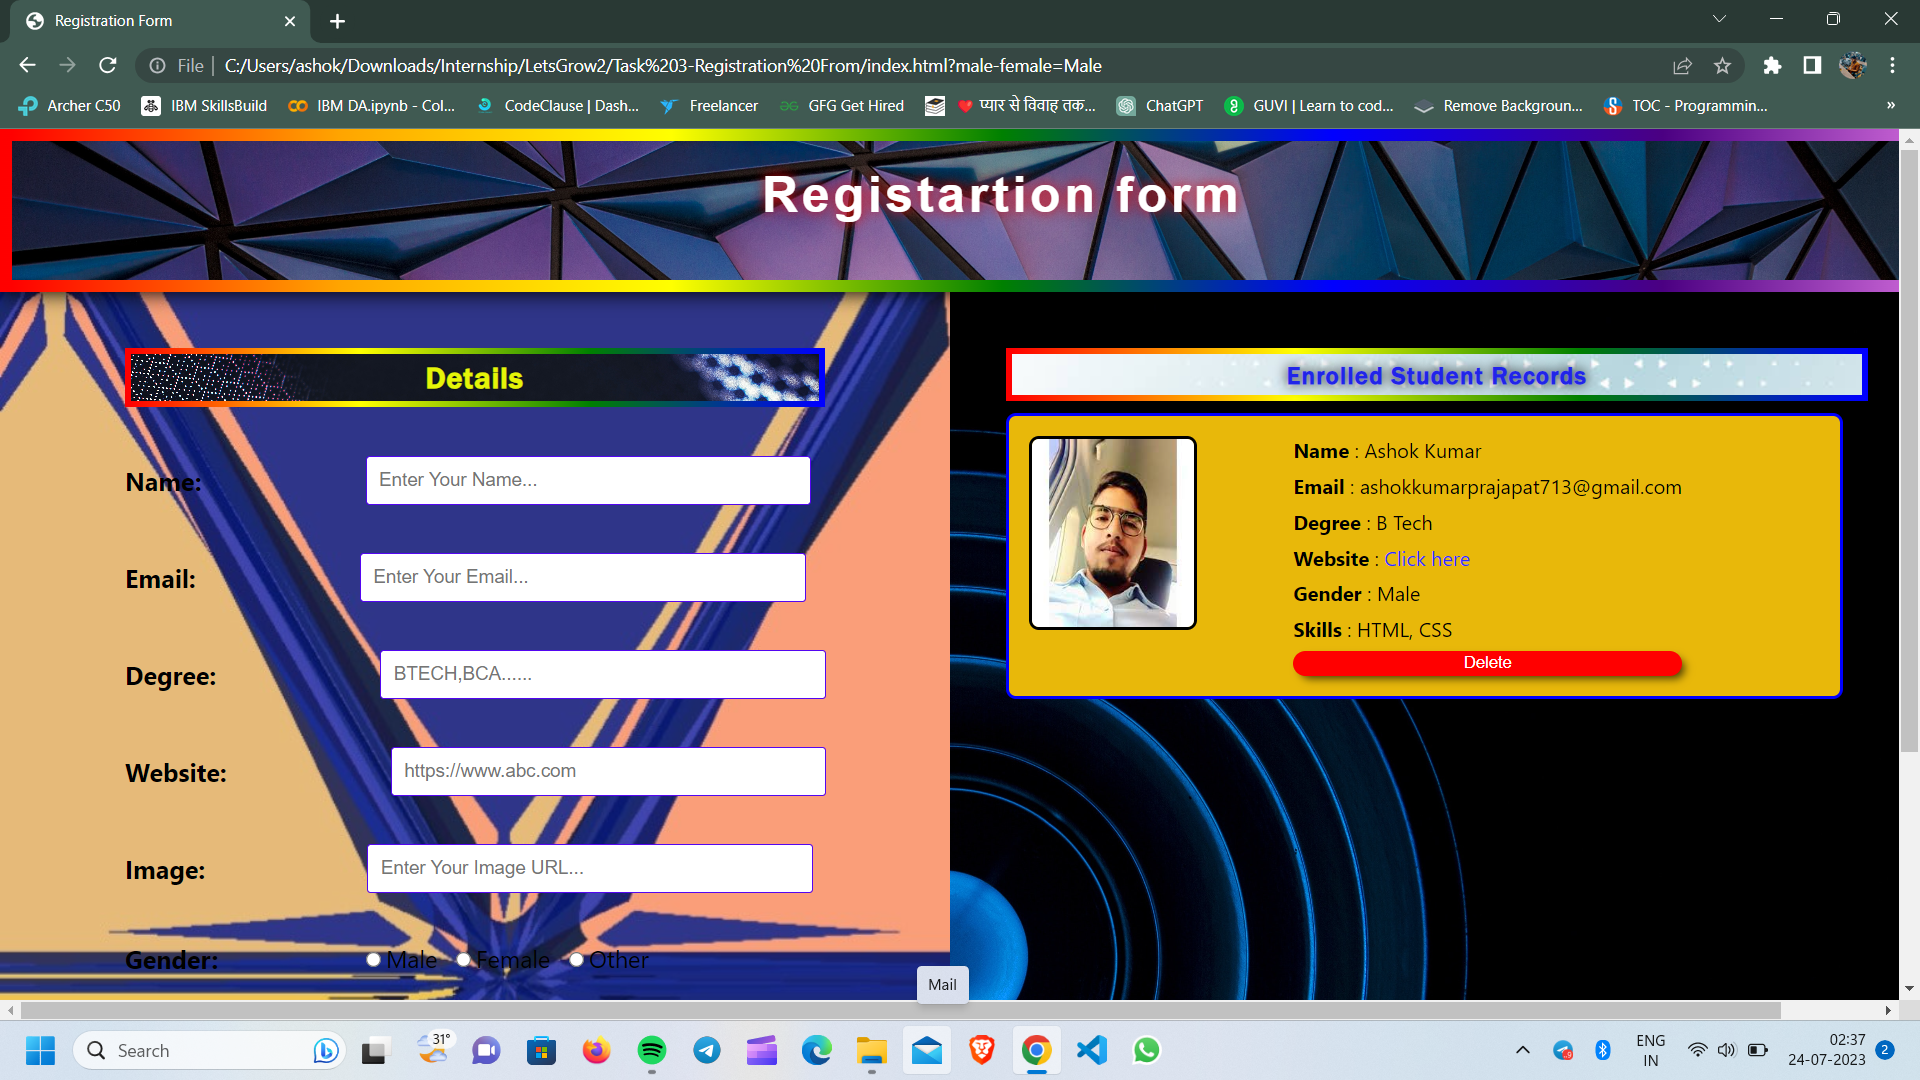 Registration Form
File | C:/Users/ashok/Downloads/Internship/LetsGrow2/Task%203-Registration%20From/index.html?male-female=Male
Archer C50 IBM SkillsBuild IBM DA.ipynb - Col... CodeClause | Dash... Freelancer GFG Get Hired प्यार से विवाह तक... ChatGPT GUVI | Learn to cod... Remove Backgroun... TOC - Programmin... »
Registartion form
Details
Name: Enter Your Name...
Email: Enter Your Email...
Degree: BTECH,BCA......
Website: https://www.abc.com
Image: Enter Your Image URL...
Gender: Male Female Other
Enrolled Student Records
Name : Ashok Kumar
Email : ashokkumarprajapat713@gmail.com
Degree : B Tech
Website : Click here
Gender : Male
Skills : HTML, CSS
Delete
Mail
Search
31°
ENG
IN
02:37
24-07-2023
2